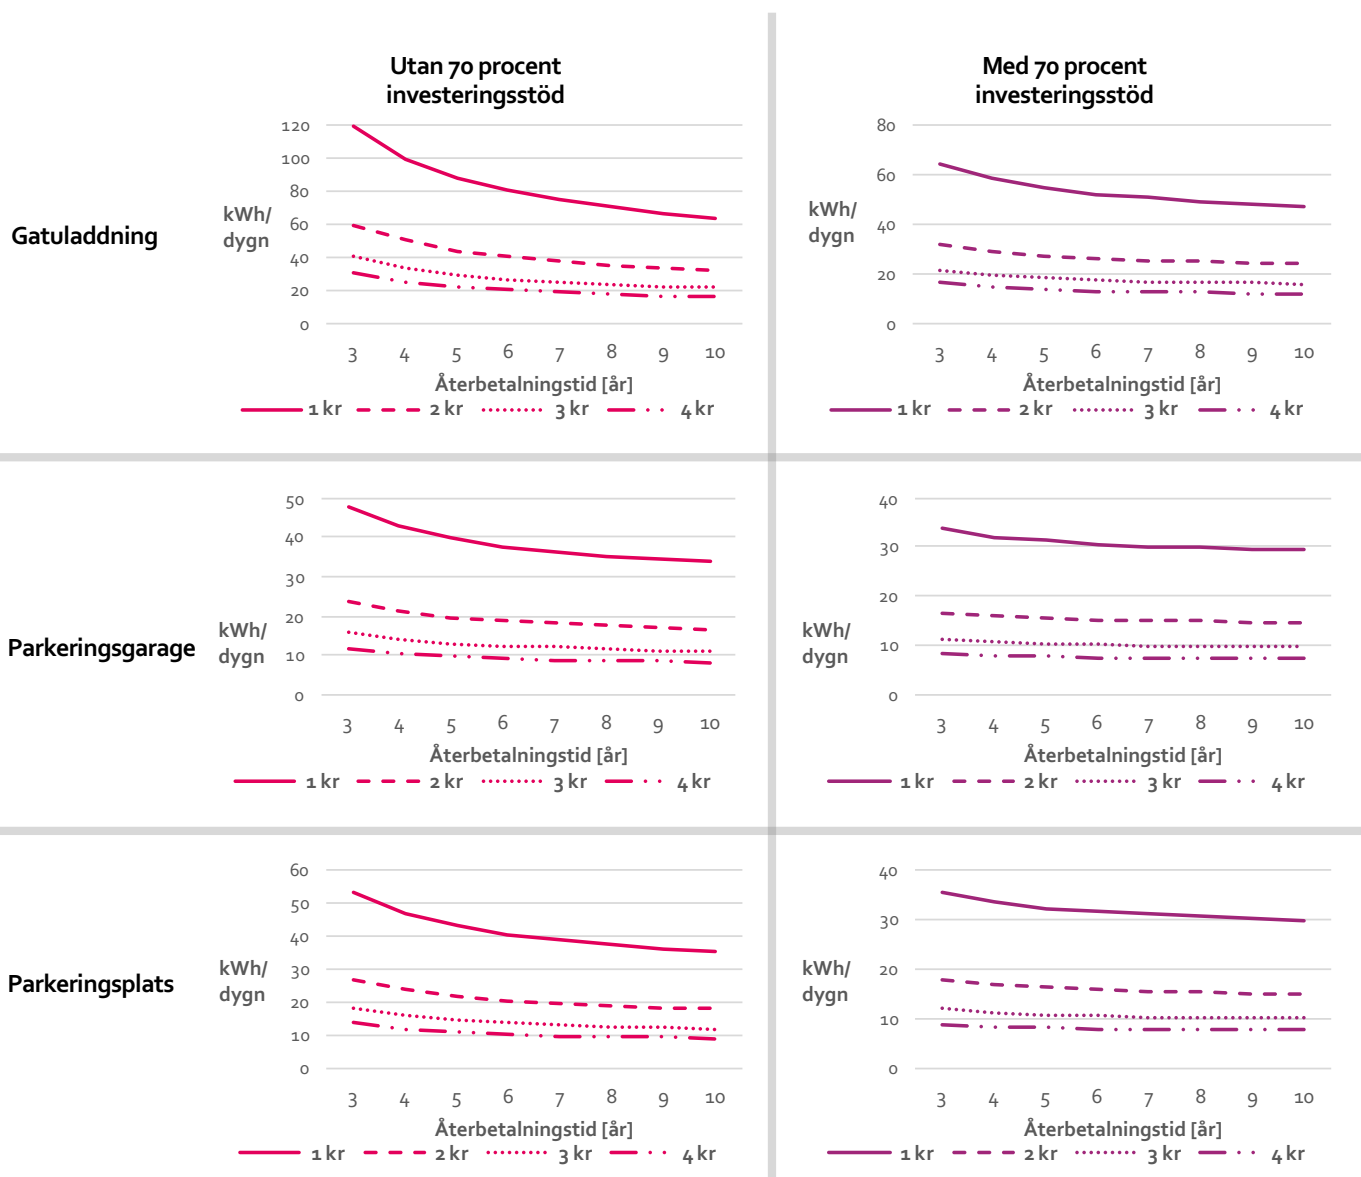 Utan 70 procent
investeringsstöd
Med 70 procent
investeringsstöd
Gatuladdning
kWh/
dygn
120
100
80
60
40
20
0
3 4 5 6 7 8 9 10
Återbetalningstid [år]
1 kr 2 kr 3 kr 4 kr
kWh/
dygn
80
60
40
20
0
3 4 5 6 7 8 9 10
Återbetalningstid [år]
1 kr 2 kr 3 kr 4 kr
Parkeringsgarage
kWh/
dygn
50
40
30
20
10
0
3 4 5 6 7 8 9 10
Återbetalningstid [år]
1 kr 2 kr 3 kr 4 kr
kWh/
dygn
40
30
20
10
0
3 4 5 6 7 8 9 10
Återbetalningstid [år]
1 kr 2 kr 3 kr 4 kr
Parkeringsplats
kWh/
dygn
60
50
40
30
20
10
0
3 4 5 6 7 8 9 10
Återbetalningstid [år]
1 kr 2 kr 3 kr 4 kr
kWh/
dygn
40
30
20
10
0
3 4 5 6 7 8 9 10
Återbetalningstid [år]
1 kr 2 kr 3 kr 4 kr